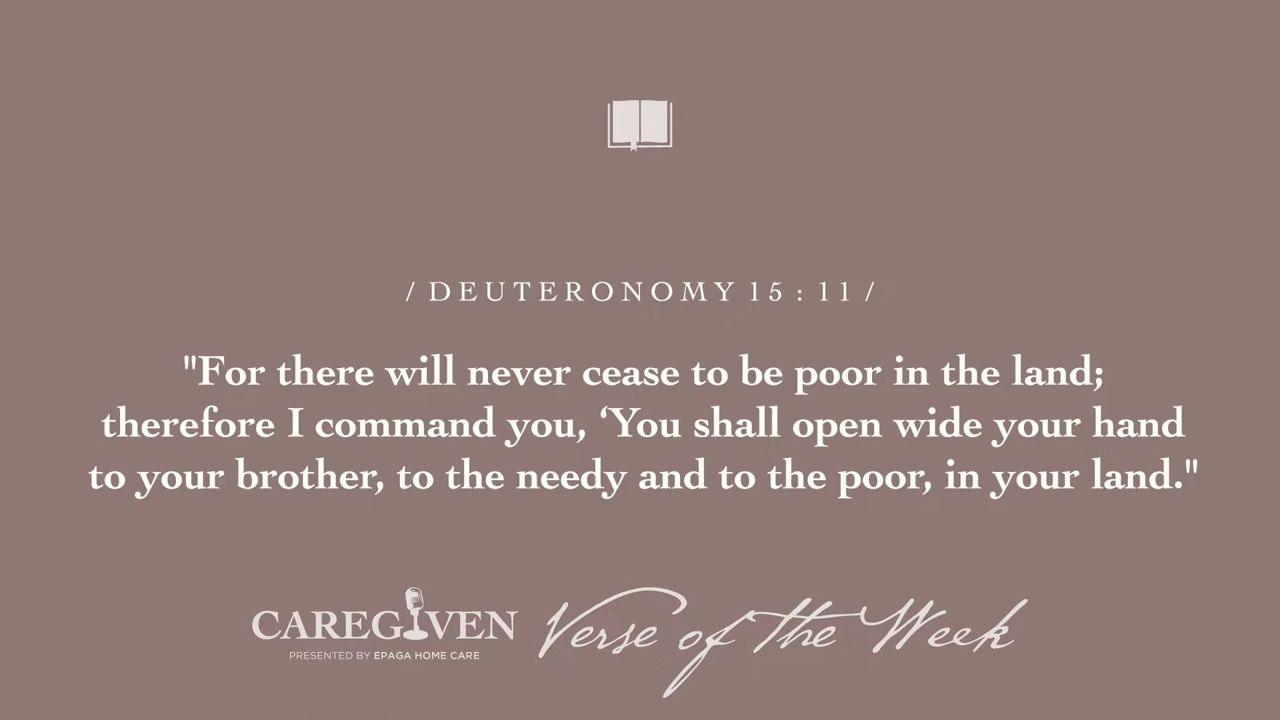 / DEUTERONOMY 15 : 11 /
"For there will never cease to be poor in the land;
therefore I command you, ‘You shall open wide your hand
to your brother, to the needy and to the poor, in your land."
CAREGIVEN Verse of the Week
PRESENTED BY EPAGA HOME CARE